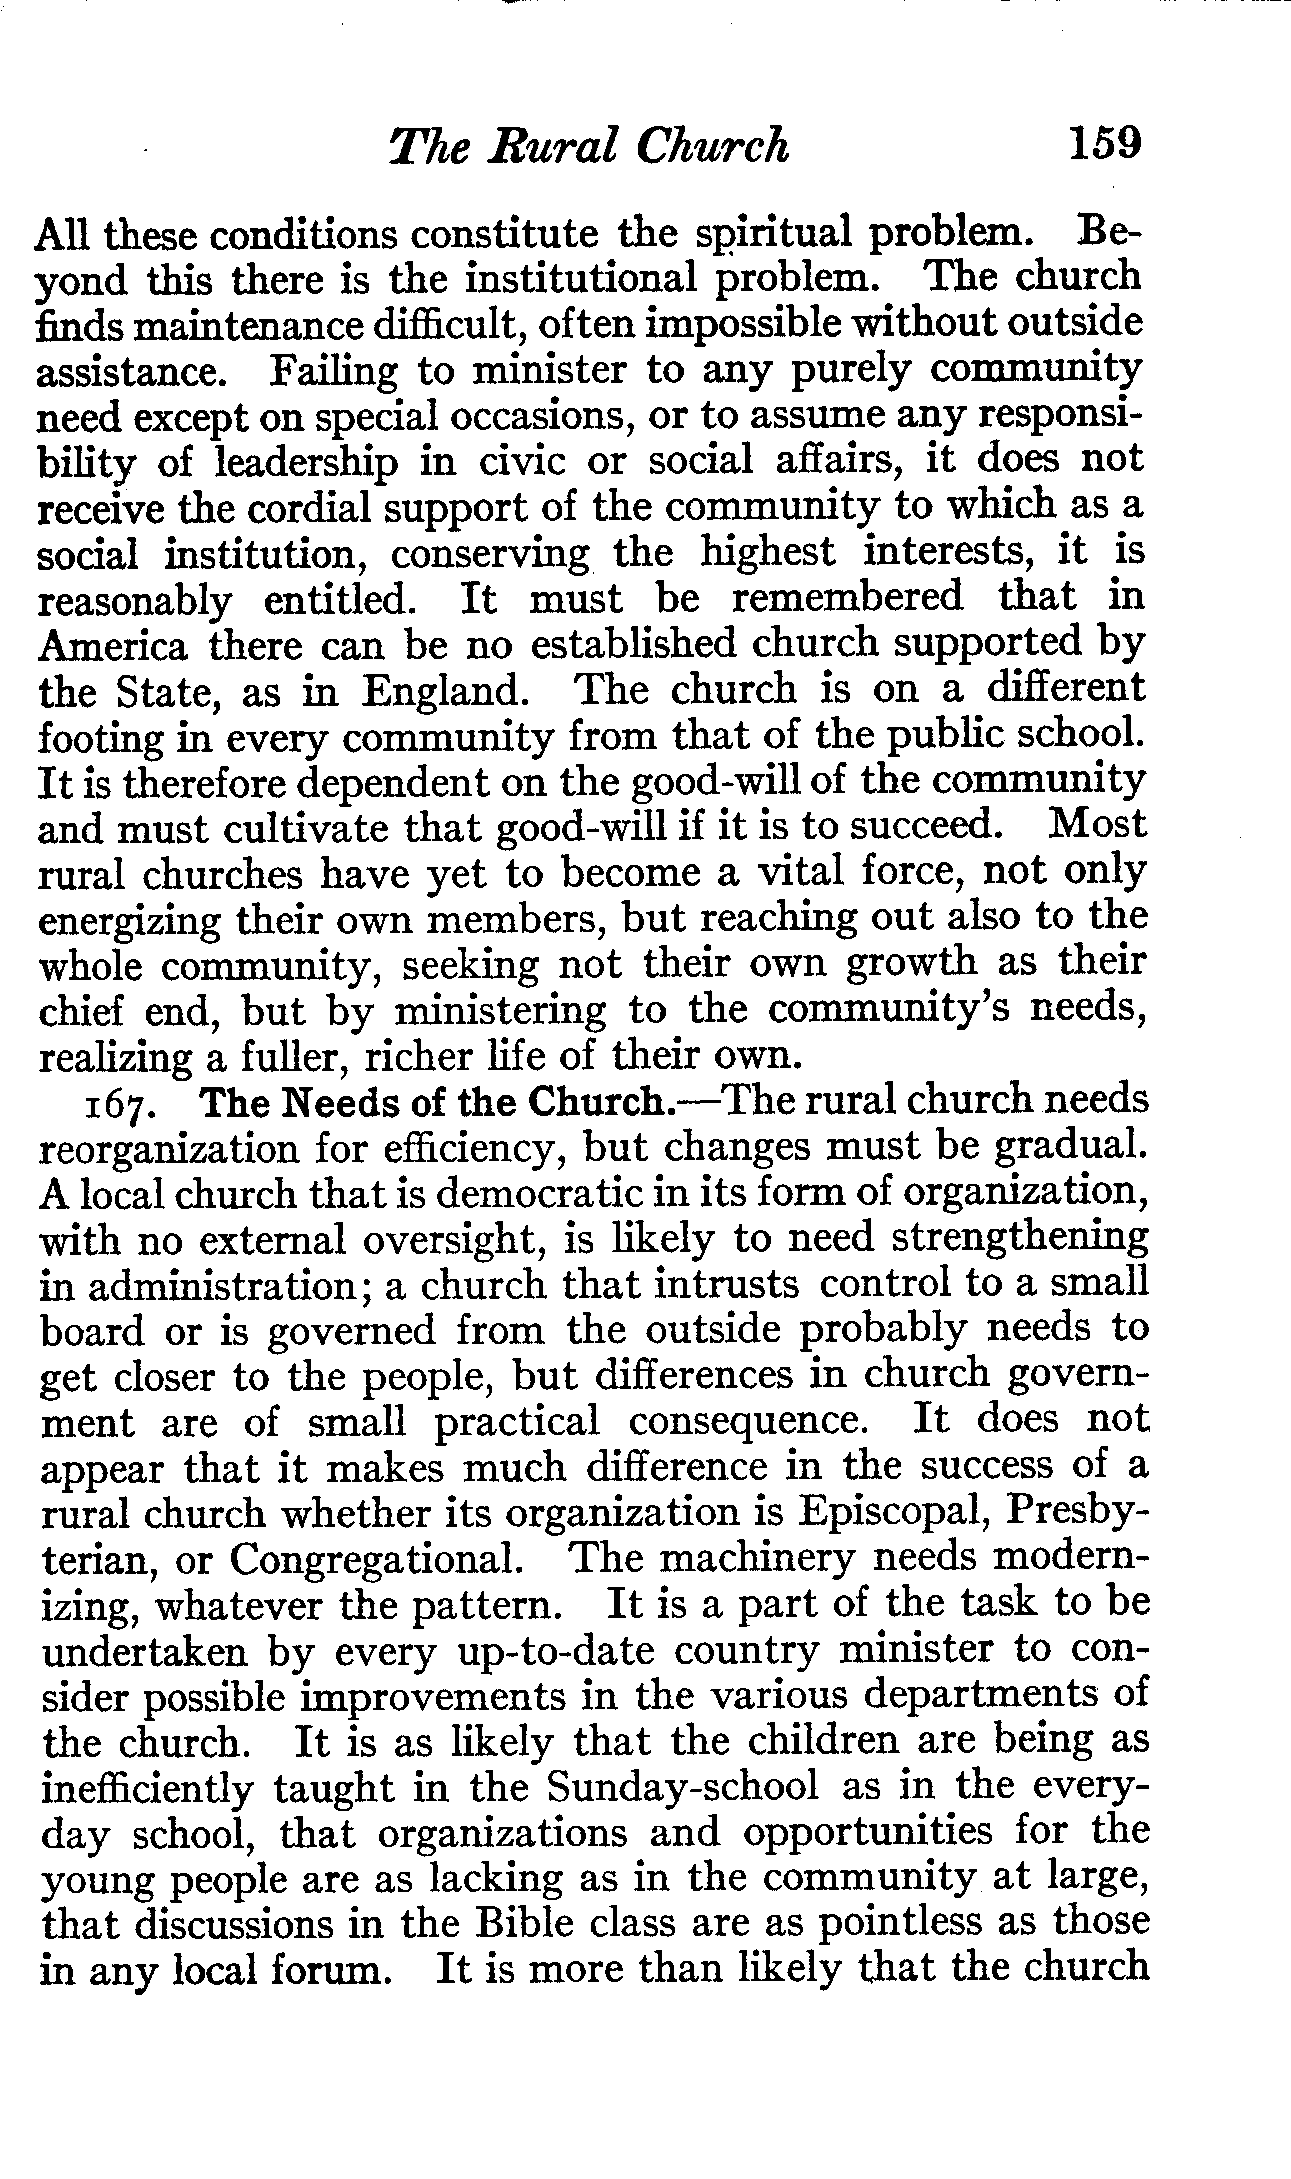 The Rural Church 159
All these conditions constitute the spiritual problem. Be-
yond this there is the institutional problem. The church
finds maintenance difficult, often impossible without outside
assistance. Failing to minister to any purely community
need except on special occasions, or to assume any responsi-
bility of leadership in civic or social affairs, it does not
receive the cordial support of the community to which as a
social institution, conserving the highest interests, it is
reasonably entitled. It must be remembered that in
America there can be no established church supported by
the State, as in England. The church is on a different
footing in every community from that of the public school.
It is therefore dependent on the good-will of the community
and must cultivate that good-will if it is to succeed. Most
rural churches have yet to become a vital force, not only
energizing their own members, but reaching out also to the
whole community, seeking not their own growth as their
chief end, but by ministering to the community's needs,
realizing a fuller, richer life of their own.
167. The Needs of the Church.—The rural church needs
reorganization for efficiency, but changes must be gradual.
A local church that is democratic in its form of organization,
with no external oversight, is likely to need strengthening
in administration; a church that intrusts control to a small
board or is governed from the outside probably needs to
get closer to the people, but differences in church govern-
ment are of small practical consequence. It does not
appear that it makes much difference in the success of a
rural church whether its organization is Episcopal, Presby-
terian, or Congregational. The machinery needs modern-
izing, whatever the pattern. It is a part of the task to be
undertaken by every up-to-date country minister to con-
sider possible improvements in the various departments of
the church. It is as likely that the children are being as
inefficiently taught in the Sunday-school as in the every-
day school, that organizations and opportunities for the
young people are as lacking as in the community at large,
that discussions in the Bible class are as pointless as those
in any local forum. It is more than likely that the church